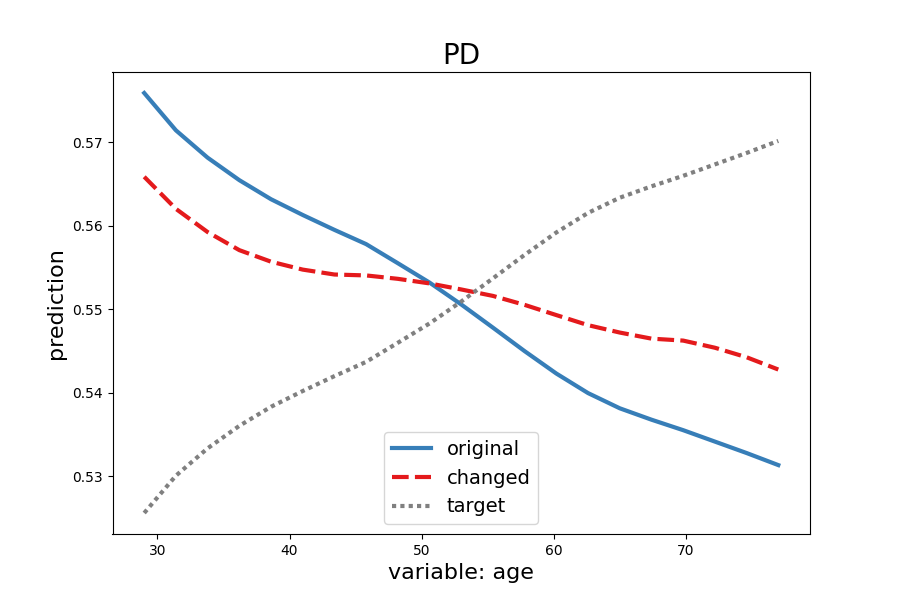 PD
prediction
0.57
0.56
0.55
0.54
0.53
original
changed
target
30 40 50 60 70
variable: age